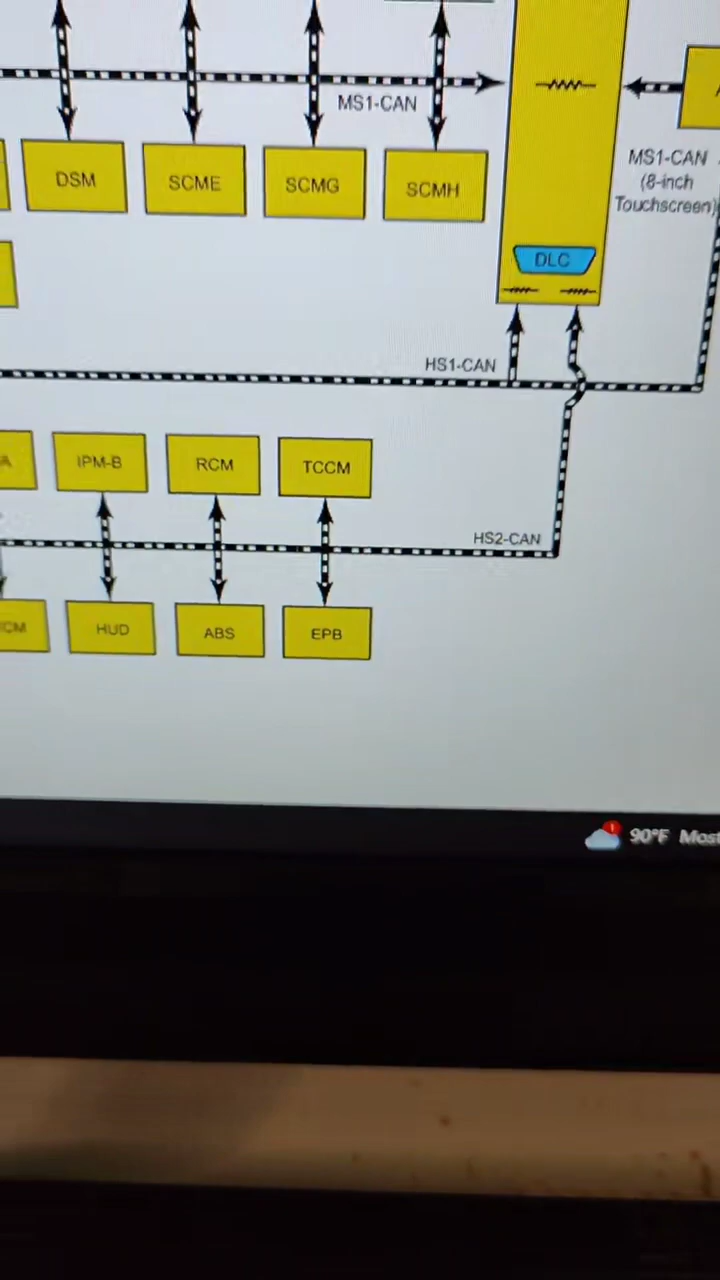 MS1-CAN
DSM
SCME
SCMG
SCMH
MS1-CAN
(8-inch
Touchscreen)
DLC
HS1-CAN
IPM-B
RCM
TCCM
HS2-CAN
HUD
ABS
EPB
1
90°F